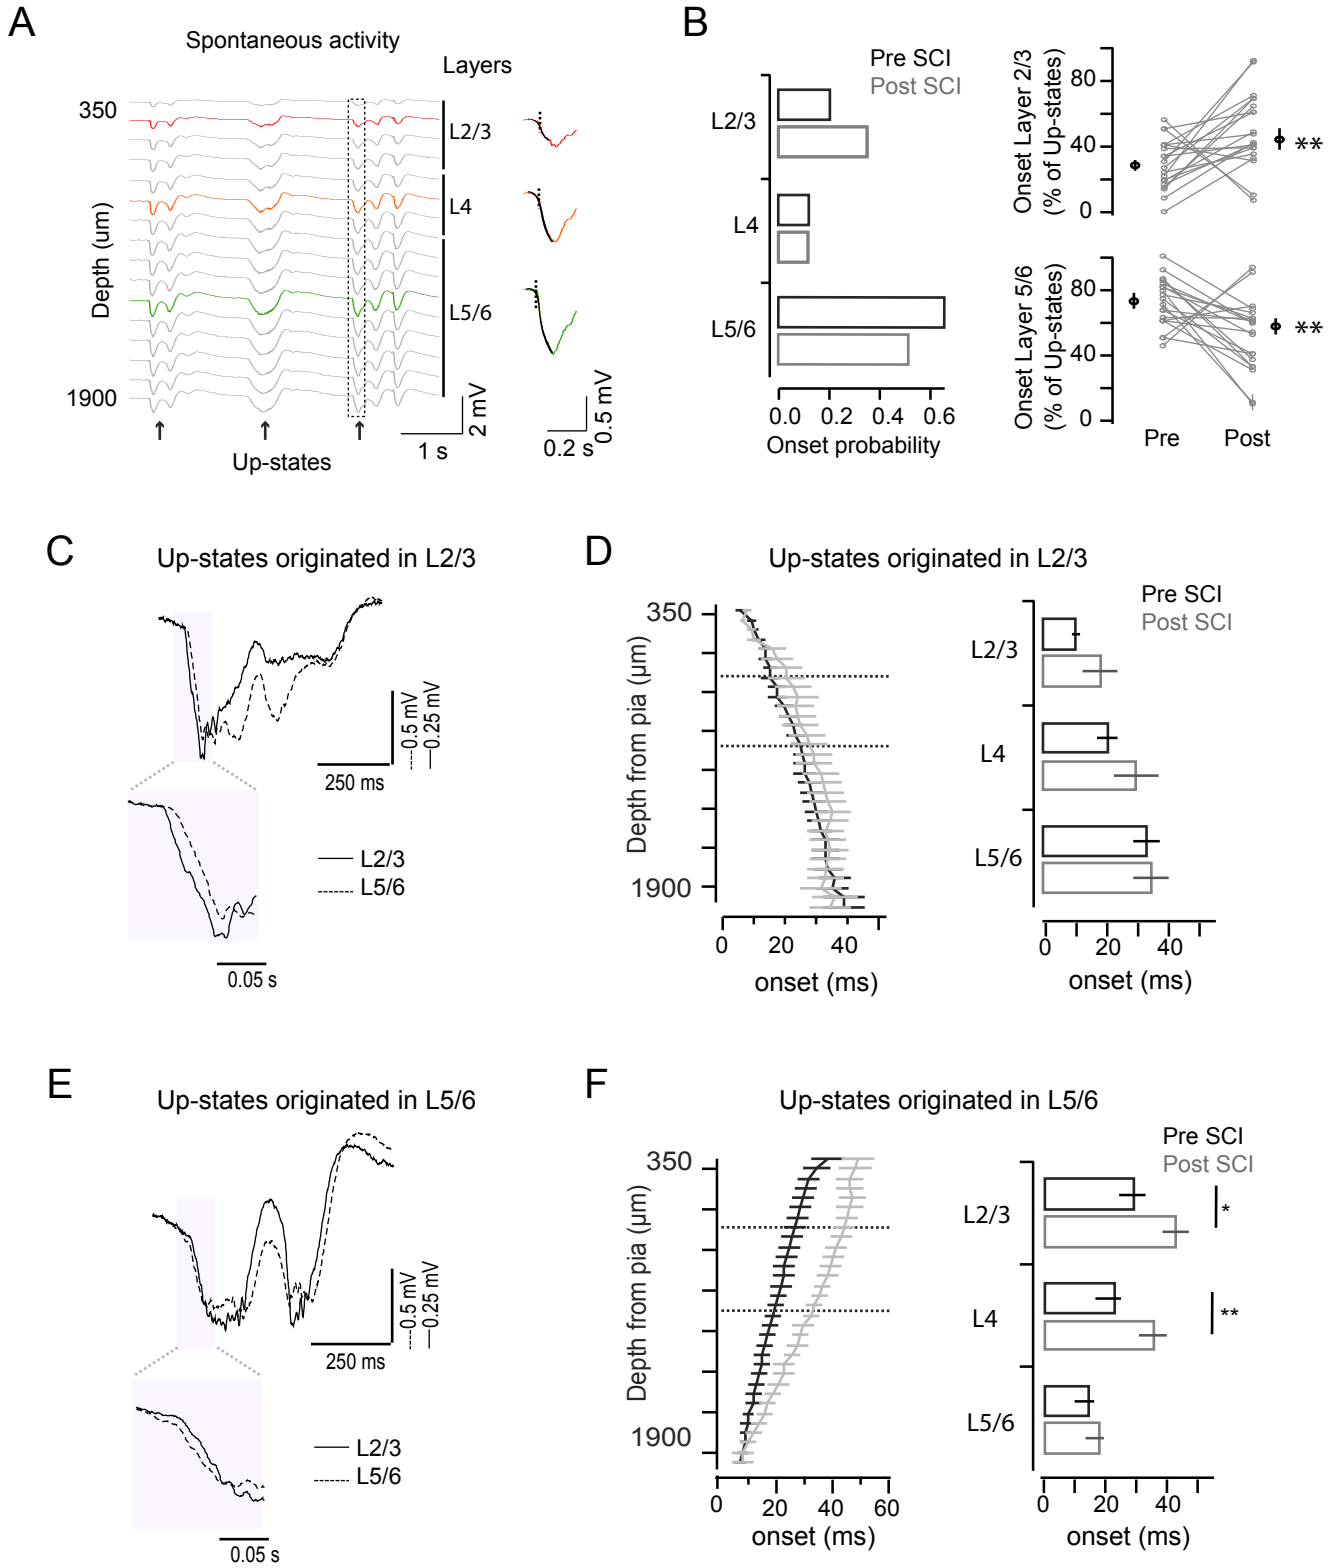 A
Spontaneous activity
Layers
350
L2/3
L4
Depth (um)
L5/6
1900
Up-states
1 s
2 mV
0.2 s
0.5 mV
B
Pre SCI
Post SCI
L2/3
L4
L5/6
0.0 0.2 0.4 0.6
Onset probability
Onset Layer 2/3
(% of Up-states)
80
40
0
**
Onset Layer 5/6
(% of Up-states)
80
40
0
**
Pre Post
C
Up-states originated in L2/3
0.5 mV
0.25 mV
250 ms
L2/3
L5/6
0.05 s
D
Up-states originated in L2/3
Pre SCI
Post SCI
350
Depth from pia (µm)
1900
0 20 40
onset (ms)
L2/3
L4
L5/6
0 20 40
onset (ms)
E
Up-states originated in L5/6
0.5 mV
0.25 mV
250 ms
L2/3
L5/6
0.05 s
F
Up-states originated in L5/6
Pre SCI
Post SCI
350
Depth from pia (µm)
1900
0 20 40 60
onset (ms)
L2/3
*
L4
**
L5/6
0 20 40
onset (ms)